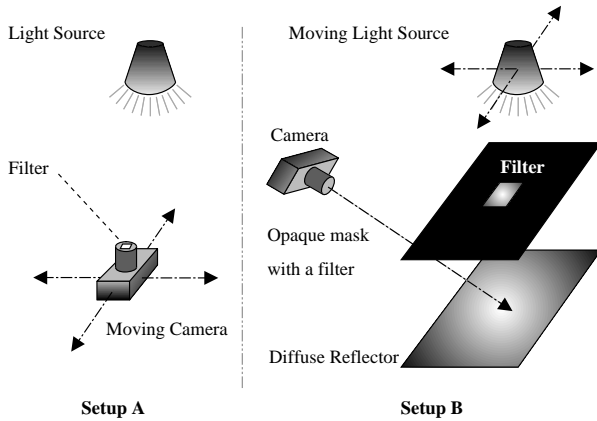 Light Source
Filter
Moving Camera
Setup A
Moving Light Source
Camera
Filter
Opaque mask
with a filter
Diffuse Reflector
Setup B